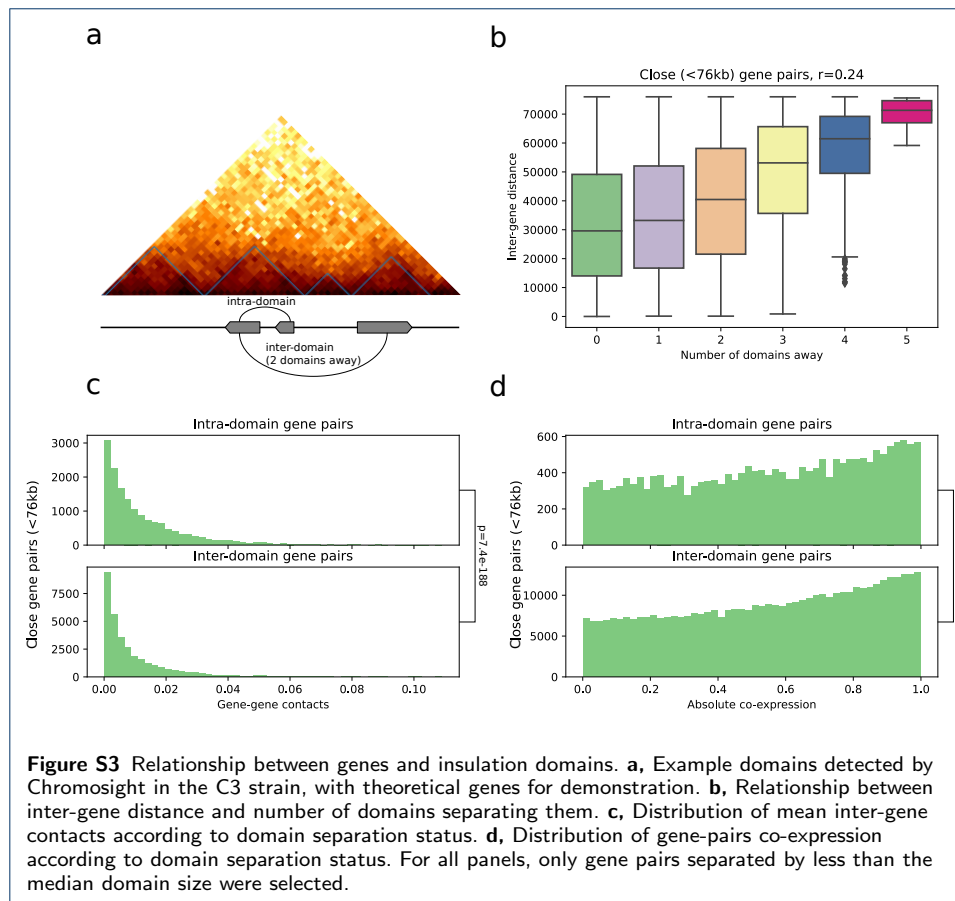 a
intra-domain
inter-domain
(2 domains away)
b
Close (<76kb) gene pairs, r=0.24
Inter-gene distance
70000
60000
50000
40000
30000
20000
10000
0
0 1 2 3 4 5
Number of domains away
c
Intra-domain gene pairs
Close gene pairs (<76kb)
3000
2000
1000
0
Inter-domain gene pairs
7500
5000
2500
0
0.00 0.02 0.04 0.06 0.08 0.10
Gene-gene contacts
p=7.4e-188
d
Intra-domain gene pairs
Close gene pairs (<76kb)
600
400
200
0
Inter-domain gene pairs
10000
5000
0
0.0 0.2 0.4 0.6 0.8 1.0
Absolute co-expression
Figure S3 Relationship between genes and insulation domains. a, Example domains detected by
Chromosight in the C3 strain, with theoretical genes for demonstration. b, Relationship between
inter-gene distance and number of domains separating them. c, Distribution of mean inter-gene
contacts according to domain separation status. d, Distribution of gene-pairs co-expression
according to domain separation status. For all panels, only gene pairs separated by less than the
median domain size were selected.